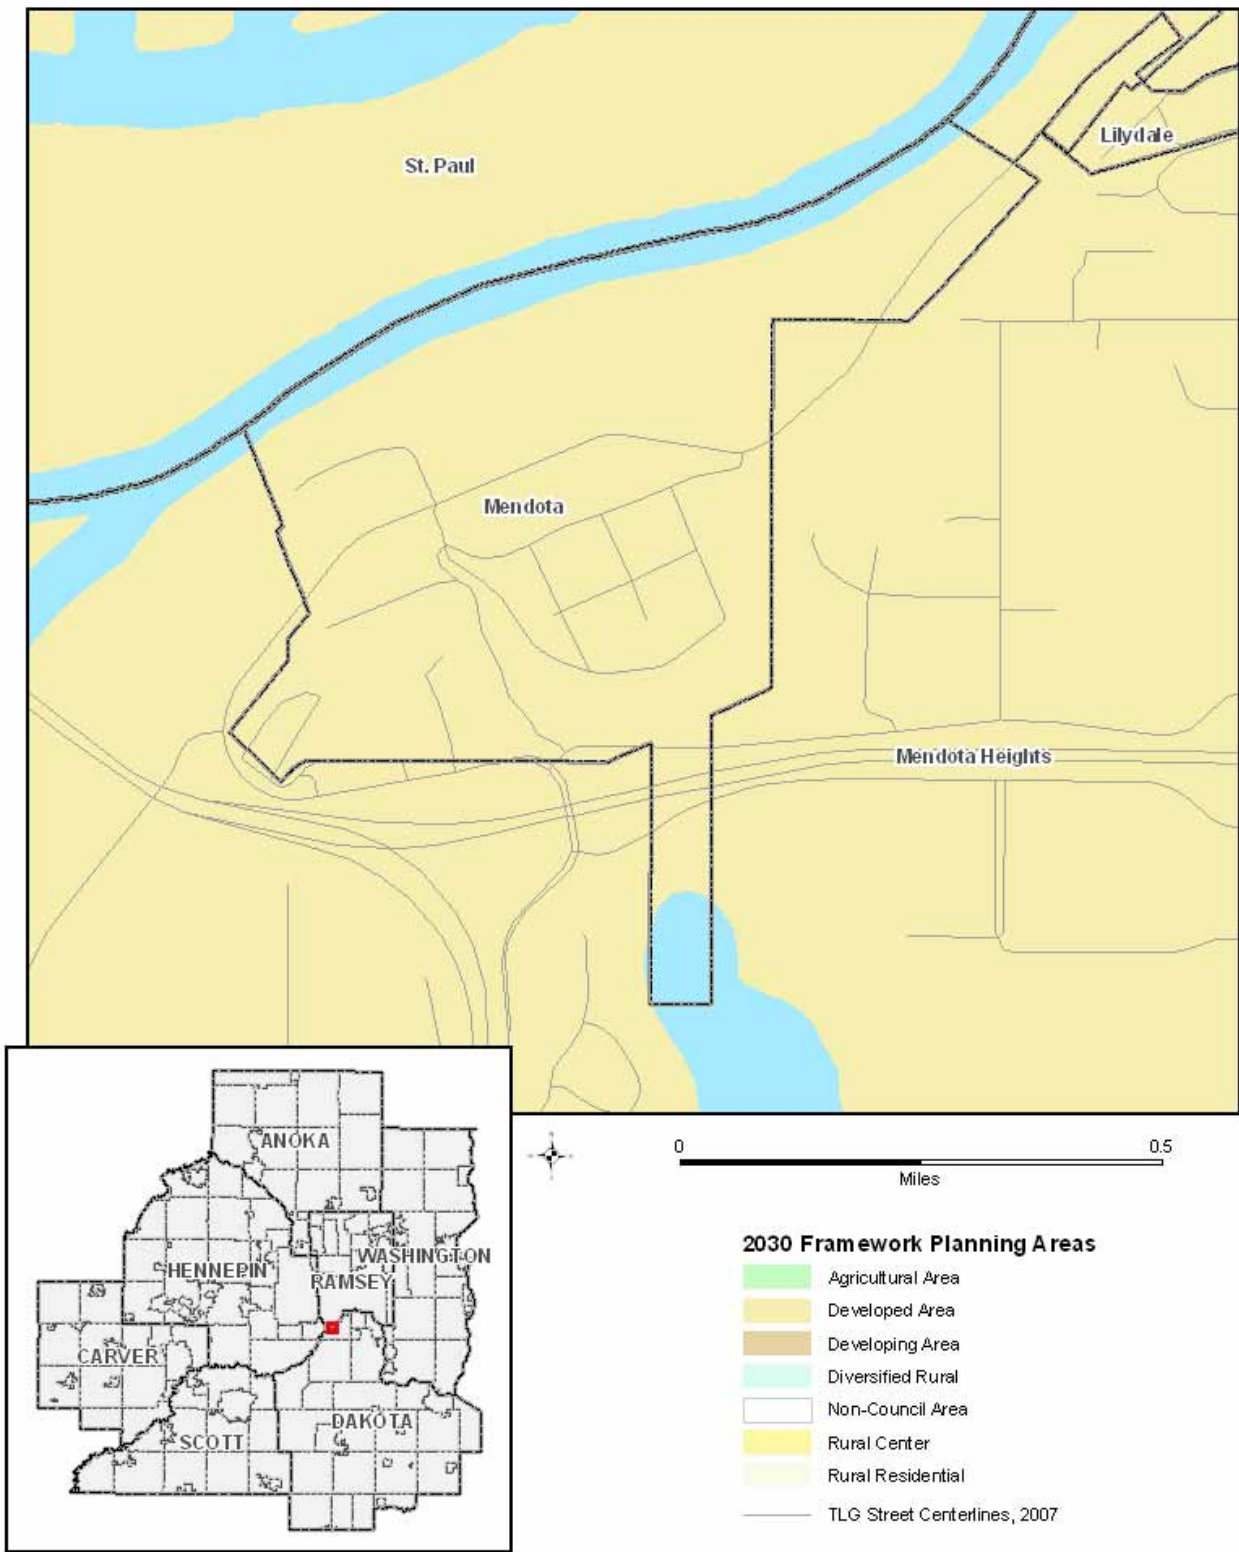 St. Paul
Lilydale
Mendota
Mendota Heights
0 0.5
Miles
ANOKA
WASHINGTON
HENNEPIN
RAMSEY
CARVER
DAKOTA
SCOTT
2030 Framework Planning Areas
Agricultural Area
Developed Area
Developing Area
Diversified Rural
Non-Council Area
Rural Center
Rural Residential
TLG Street Centerlines, 2007